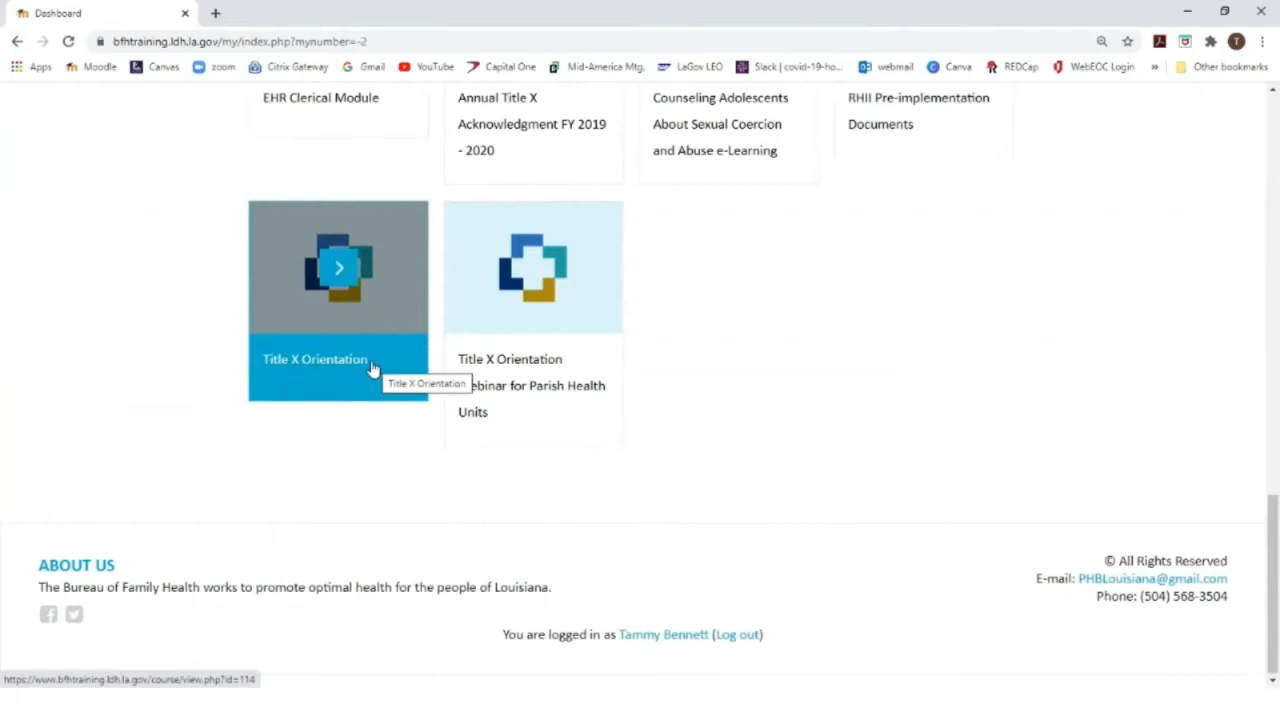 Dashboard
bfhtraining.ldh.la.gov/my/index.php?mynumber=-2
Apps Moodle Canvas zoom Citrix Gateway Gmail YouTube Capital One Mid-America Mtg. LaGov LEO Slack | covid-19-ho... webmail Canva REDCap WebEOC Login » Other bookmarks
EHR Clerical Module
Annual Title X
Acknowledgment FY 2019
- 2020
Counseling Adolescents
About Sexual Coercion
and Abuse e-Learning
RHII Pre-implementation
Documents
Title X Orientation
Title X Orientation
Title X Orientation
ebinar for Parish Health
Units
ABOUT US
The Bureau of Family Health works to promote optimal health for the people of Louisiana.
© All Rights Reserved
E-mail: PHBLouisiana@gmail.com
Phone: (504) 568-3504
You are logged in as Tammy Bennett (Log out)
https://www.bfhtraining.ldh.la.gov/course/view.php?id=114